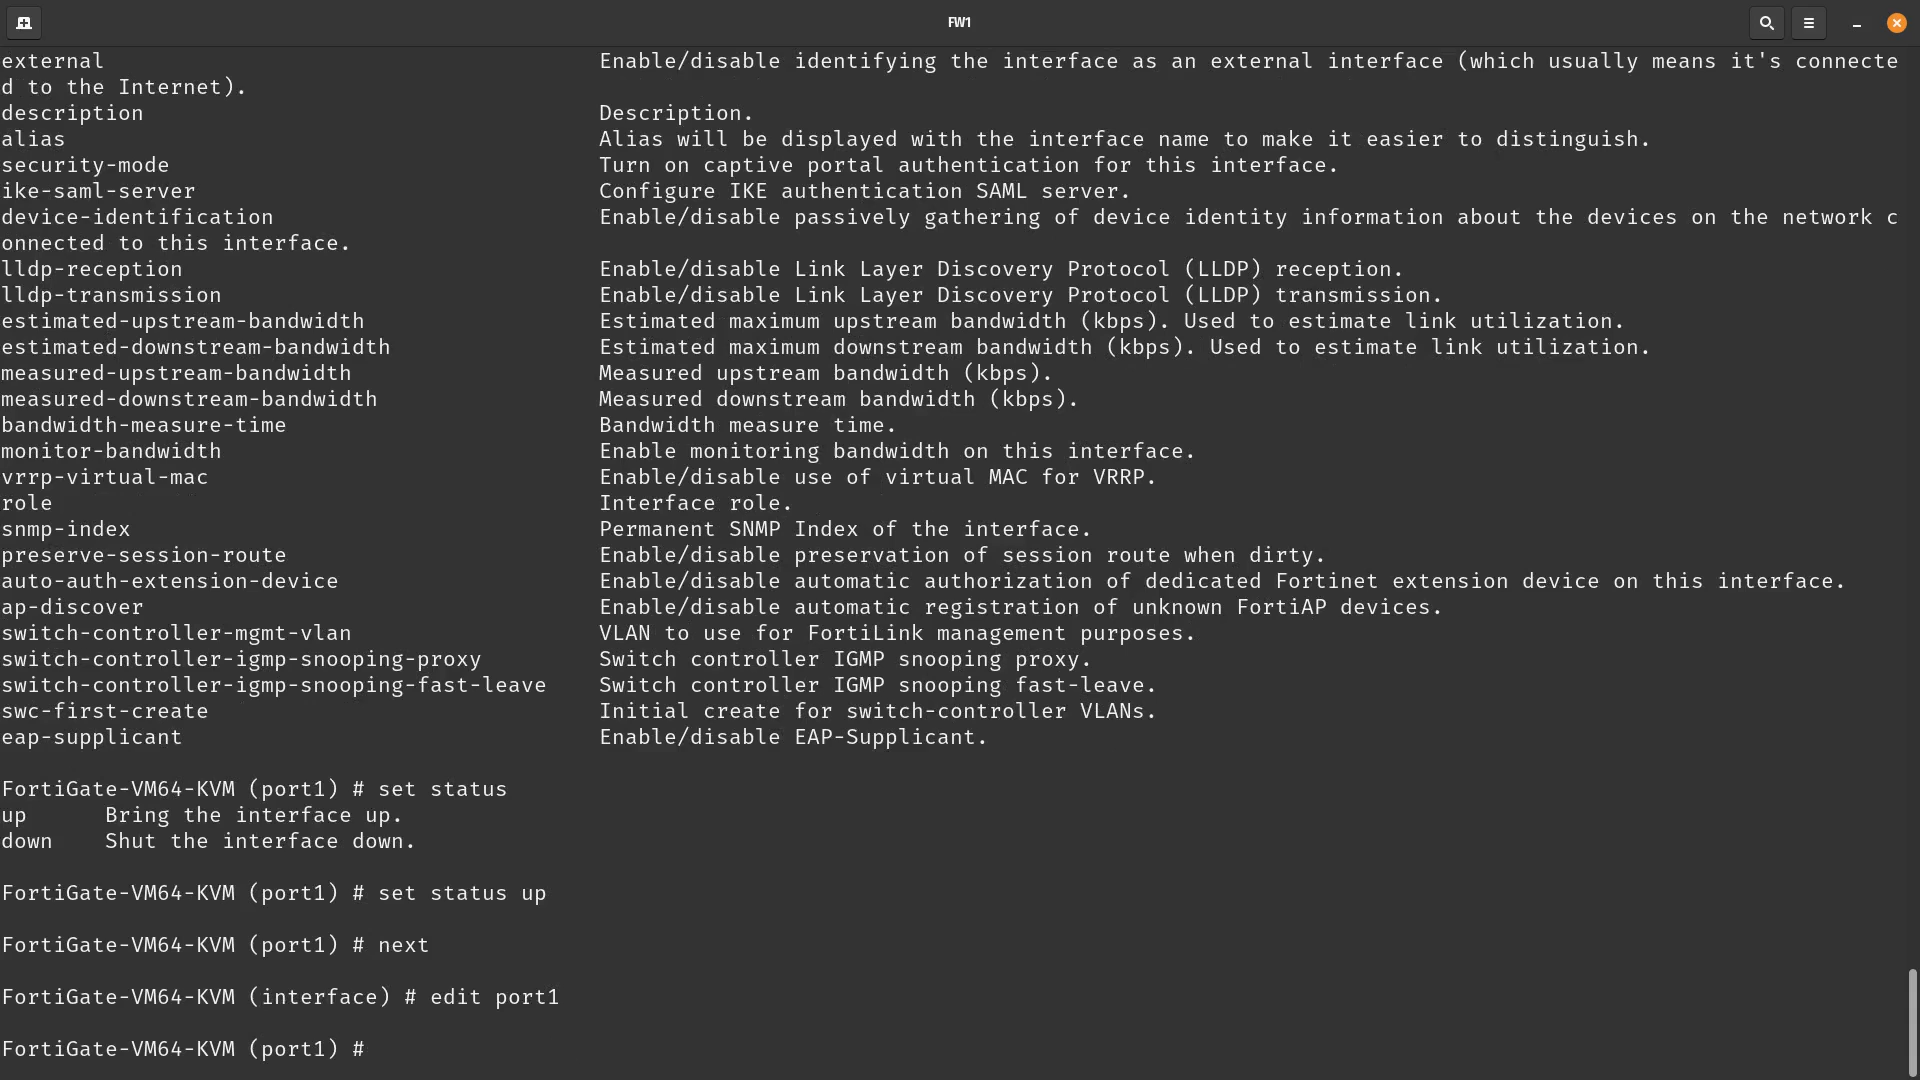 FW1
external                                      Enable/disable identifying the interface as an external interface (which usually means it's connecte
d to the Internet).
description                                   Description.
alias                                         Alias will be displayed with the interface name to make it easier to distinguish.
security-mode                                 Turn on captive portal authentication for this interface.
ike-saml-server                               Configure IKE authentication SAML server.
device-identification                         Enable/disable passively gathering of device identity information about the devices on the network c
onnected to this interface.
lldp-reception                                Enable/disable Link Layer Discovery Protocol (LLDP) reception.
lldp-transmission                             Enable/disable Link Layer Discovery Protocol (LLDP) transmission.
estimated-upstream-bandwidth                  Estimated maximum upstream bandwidth (kbps). Used to estimate link utilization.
estimated-downstream-bandwidth                Estimated maximum downstream bandwidth (kbps). Used to estimate link utilization.
measured-upstream-bandwidth                   Measured upstream bandwidth (kbps).
measured-downstream-bandwidth                 Measured downstream bandwidth (kbps).
bandwidth-measure-time                        Bandwidth measure time.
monitor-bandwidth                             Enable monitoring bandwidth on this interface.
vrrp-virtual-mac                              Enable/disable use of virtual MAC for VRRP.
role                                          Interface role.
snmp-index                                    Permanent SNMP Index of the interface.
preserve-session-route                        Enable/disable preservation of session route when dirty.
auto-auth-extension-device                    Enable/disable automatic authorization of dedicated Fortinet extension device on this interface.
ap-discover                                   Enable/disable automatic registration of unknown FortiAP devices.
switch-controller-mgmt-vlan                   VLAN to use for FortiLink management purposes.
switch-controller-igmp-snooping-proxy         Switch controller IGMP snooping proxy.
switch-controller-igmp-snooping-fast-leave    Switch controller IGMP snooping fast-leave.
swc-first-create                              Initial create for switch-controller VLANs.
eap-supplicant                                Enable/disable EAP-Supplicant.
FortiGate-VM64-KVM (port1) # set status
up      Bring the interface up.
down    Shut the interface down.
FortiGate-VM64-KVM (port1) # set status up
FortiGate-VM64-KVM (port1) # next
FortiGate-VM64-KVM (interface) # edit port1
FortiGate-VM64-KVM (port1) #